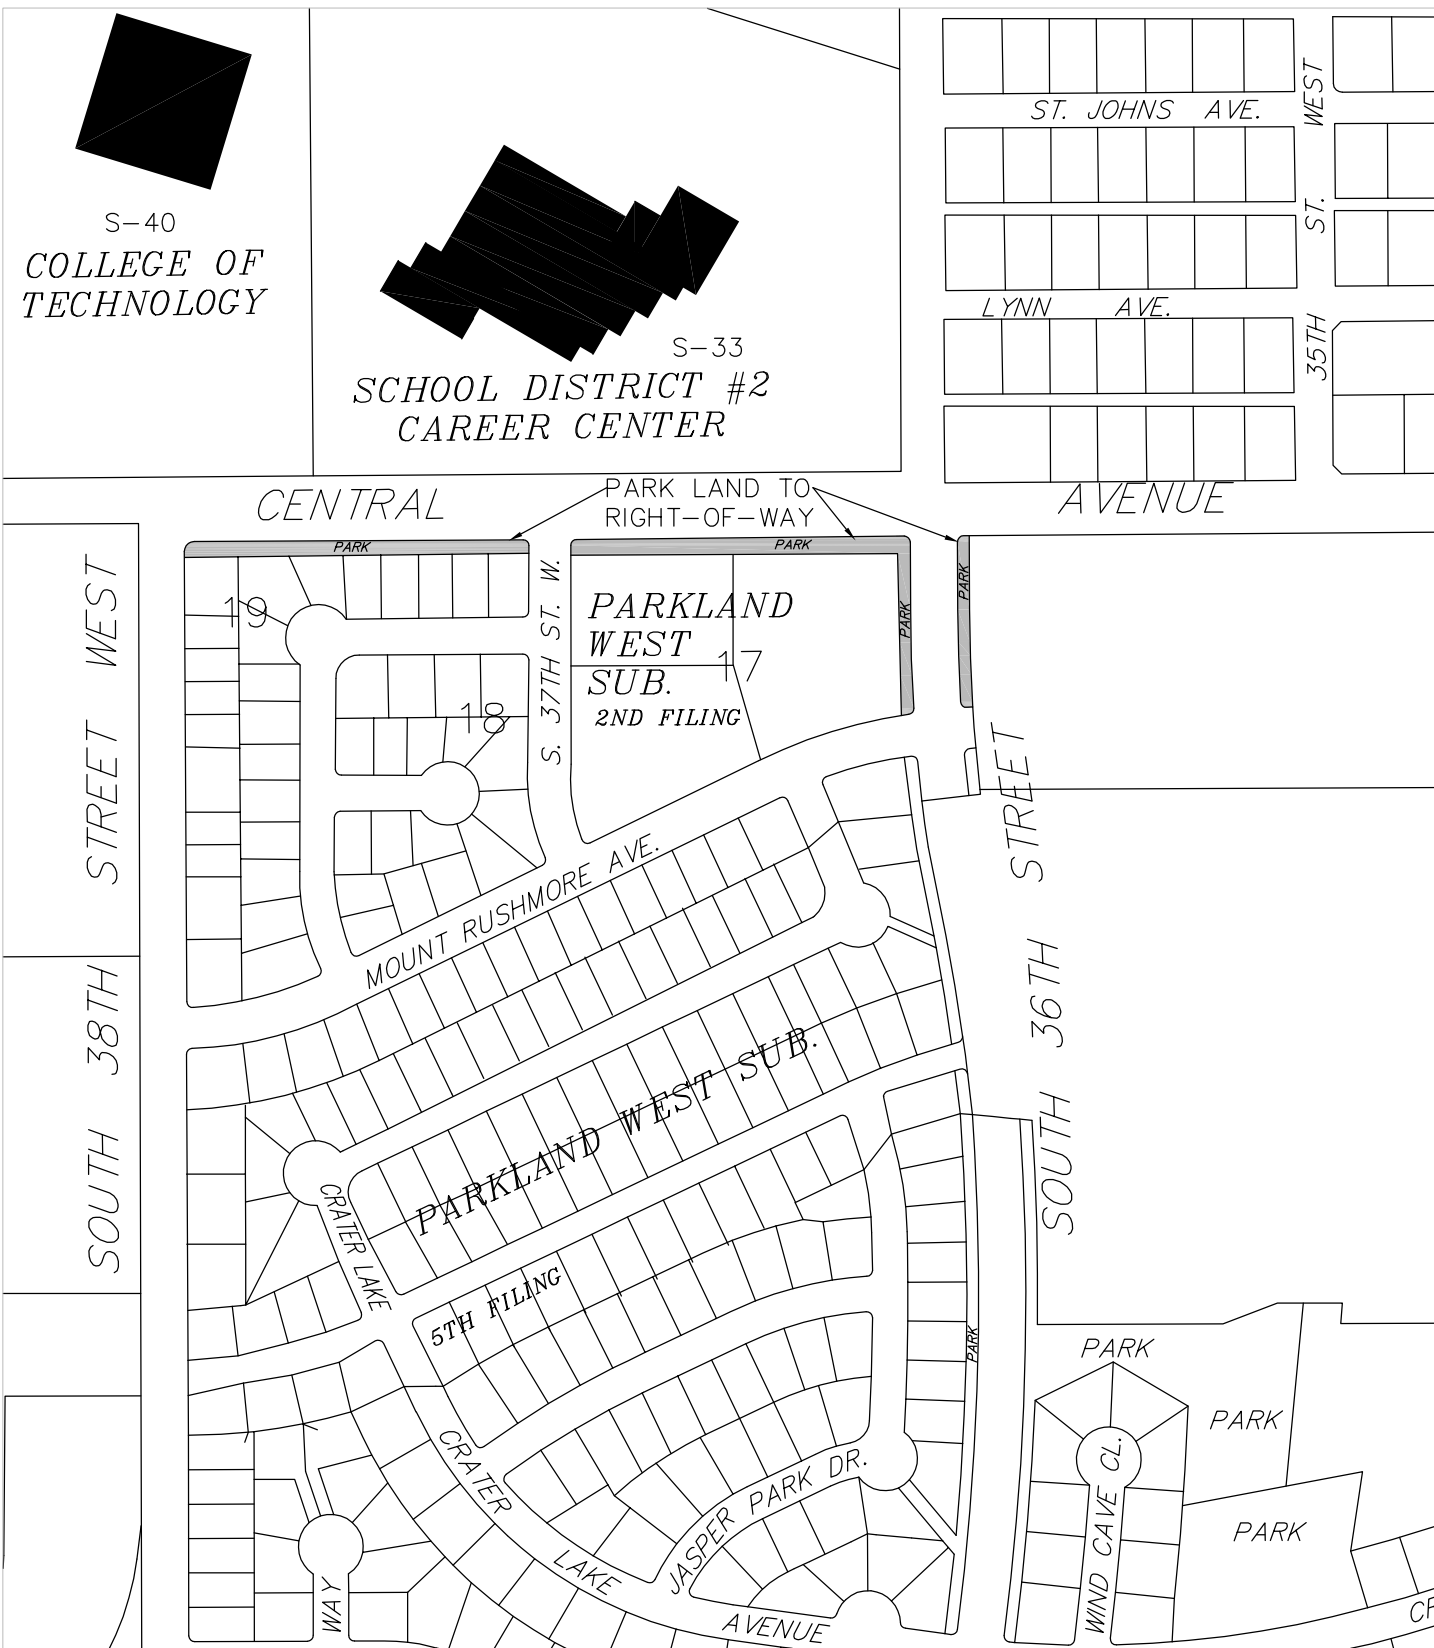 ST. JOHNS AVE.
WEST
ST.
35TH
S-40
COLLEGE OF
TECHNOLOGY
LYNN AVE.
S-33
SCHOOL DISTRICT #2
CAREER CENTER
CENTRAL
AVENUE
PARK LAND TO
RIGHT-OF-WAY
PARK
PARK
PARK
PARK
19
18
17
S. 37TH ST. W.
PARKLAND
WEST
SUB.
2ND FILING
SOUTH 38TH STREET WEST
SOUTH 36TH STREET
MOUNT RUSHMORE AVE.
PARKLAND WEST SUB.
5TH FILING
CRATER LAKE
WAY
CRATER
LAKE
AVENUE
JASPER PARK DR.
PARK
PARK
PARK
PARK
WIND CAVE CL.